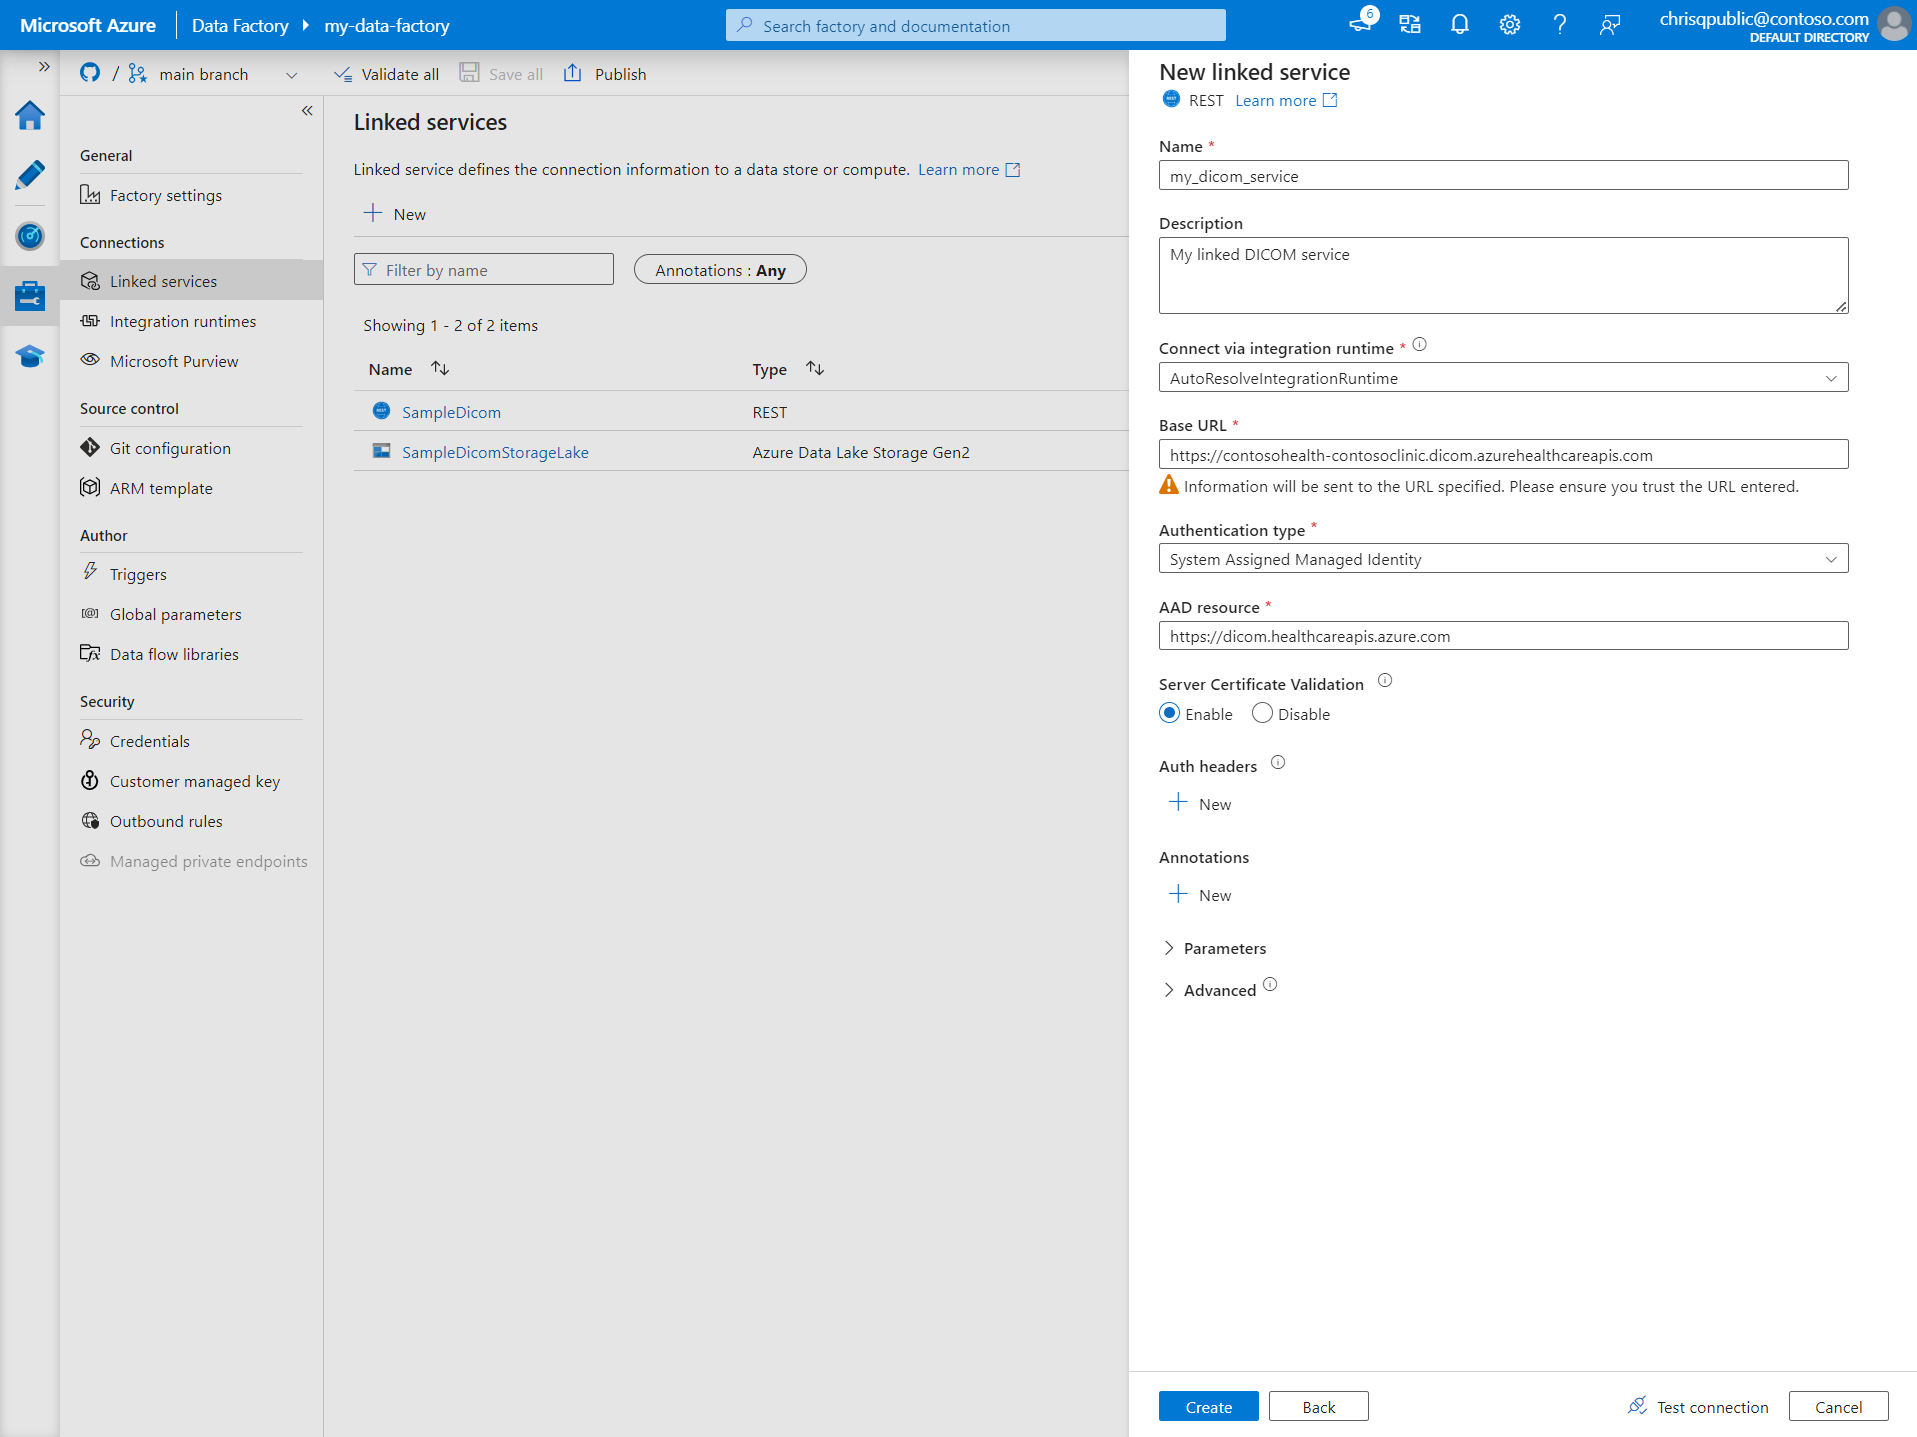 Microsoft Azure
Data Factory
my-data-factory
Search factory and documentation
6
chrisqpublic@contoso.com
DEFAULT DIRECTORY
/ main branch
Validate all
Save all
Publish
General
Factory settings
Connections
Linked services
Integration runtimes
Microsoft Purview
Source control
Git configuration
ARM template
Author
Triggers
Global parameters
Data flow libraries
Security
Credentials
Customer managed key
Outbound rules
Managed private endpoints
Linked services
Linked service defines the connection information to a data store or compute. Learn more
New
Filter by name
Annotations : Any
Showing 1 - 2 of 2 items
Name Type
SampleDicom REST
SampleDicomStorageLake Azure Data Lake Storage Gen2
New linked service
REST Learn more
Name *
my_dicom_service
Description
My linked DICOM service
Connect via integration runtime *
AutoResolveIntegrationRuntime
Base URL *
https://contosohealth-contosoclinic.dicom.azurehealthcareapis.com
Information will be sent to the URL specified. Please ensure you trust the URL entered.
Authentication type *
System Assigned Managed Identity
AAD resource *
https://dicom.healthcareapis.azure.com
Server Certificate Validation
Enable Disable
Auth headers
New
Annotations
New
Parameters
Advanced
Create
Back
Test connection
Cancel